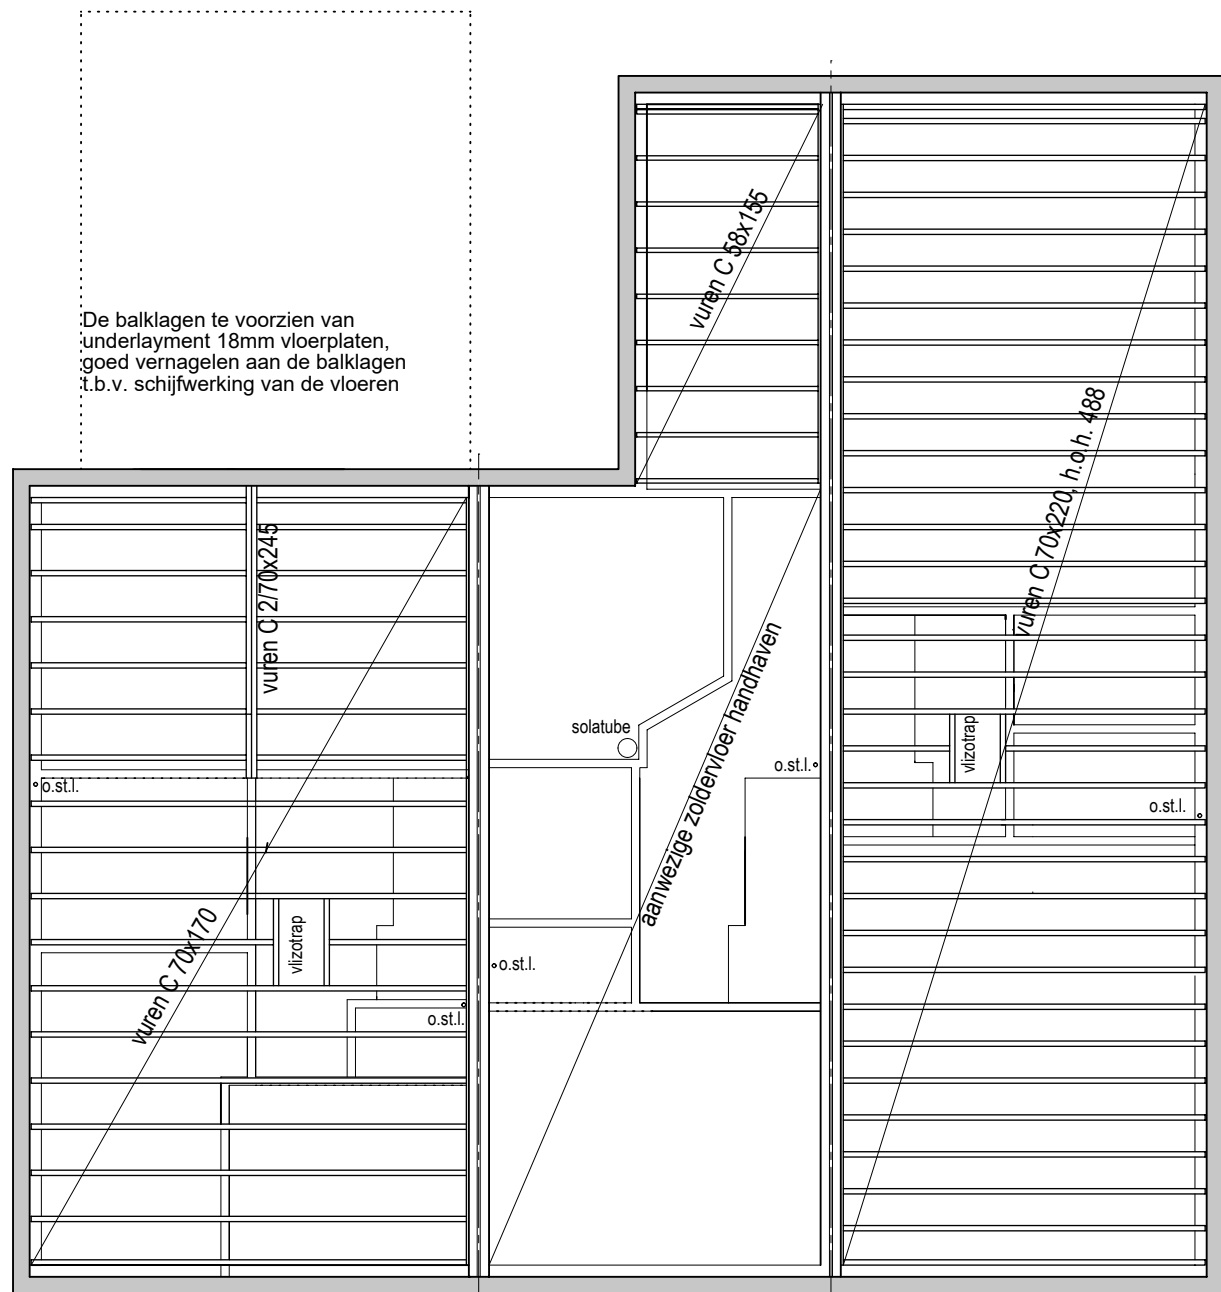 De balklagen te voorzien van
underlayment 18mm vloerplaten,
goed vernagelen aan de balklagen
t.b.v. schijfwerking van de vloeren
vuren C 58x155
vuren C 70x220, h.o.h. 488
vuren C 2/70x245
aanwezige zoldervloer handhaven
solatube
vlizotrap
o.st.l.
o.st.l.
o.st.l.
vuren C 70x170
vlizotrap
o.st.l.
o.st.l.